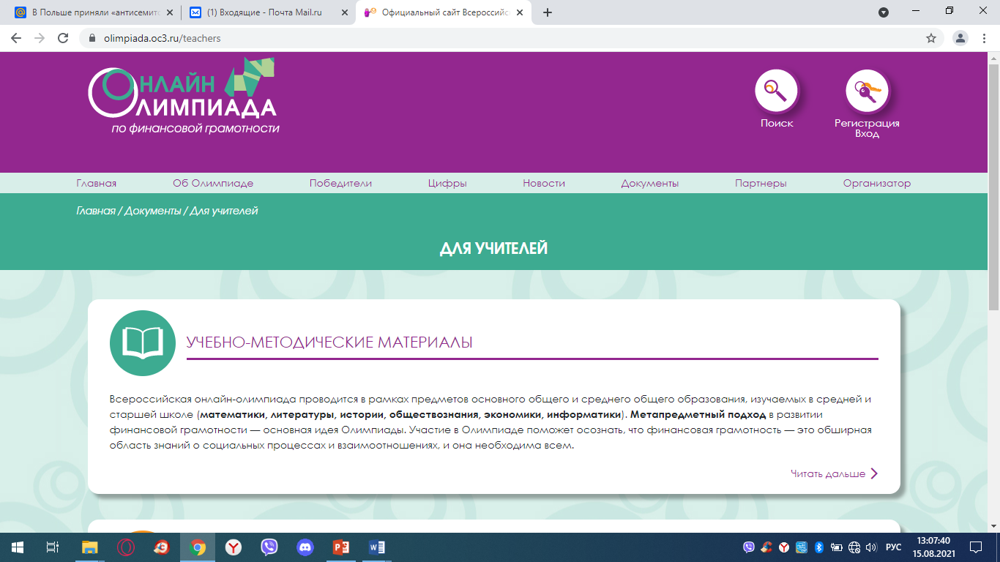 В Польше приняли «антисемитс
(1) Входящие - Почта Mail.ru
Официальный сайт Всероссийс
olimpiada.oc3.ru/teachers
ОНЛАЙН
ОЛИМПИАДА
по финансовой грамотности
Поиск
Регистрация
Вход
Главная Об Олимпиаде Победители Цифры Новости Документы Партнеры Организатор
Главная / Документы / Для учителей
ДЛЯ УЧИТЕЛЕЙ
УЧЕБНО-МЕТОДИЧЕСКИЕ МАТЕРИАЛЫ
Всероссийская онлайн-олимпиада проводится в рамках предметов основного общего и среднего общего образования, изучаемых в средней и
старшей школе (математики, литературы, истории, обществознания, экономики, информатики). Метапредметный подход в развитии
финансовой грамотности — основная идея Олимпиады. Участие в Олимпиаде поможет осознать, что финансовая грамотность — это обширная
область знаний о социальных процессах и взаимоотношениях, и она необходима всем.
Читать дальше
РУС
13:07:40
15.08.2021